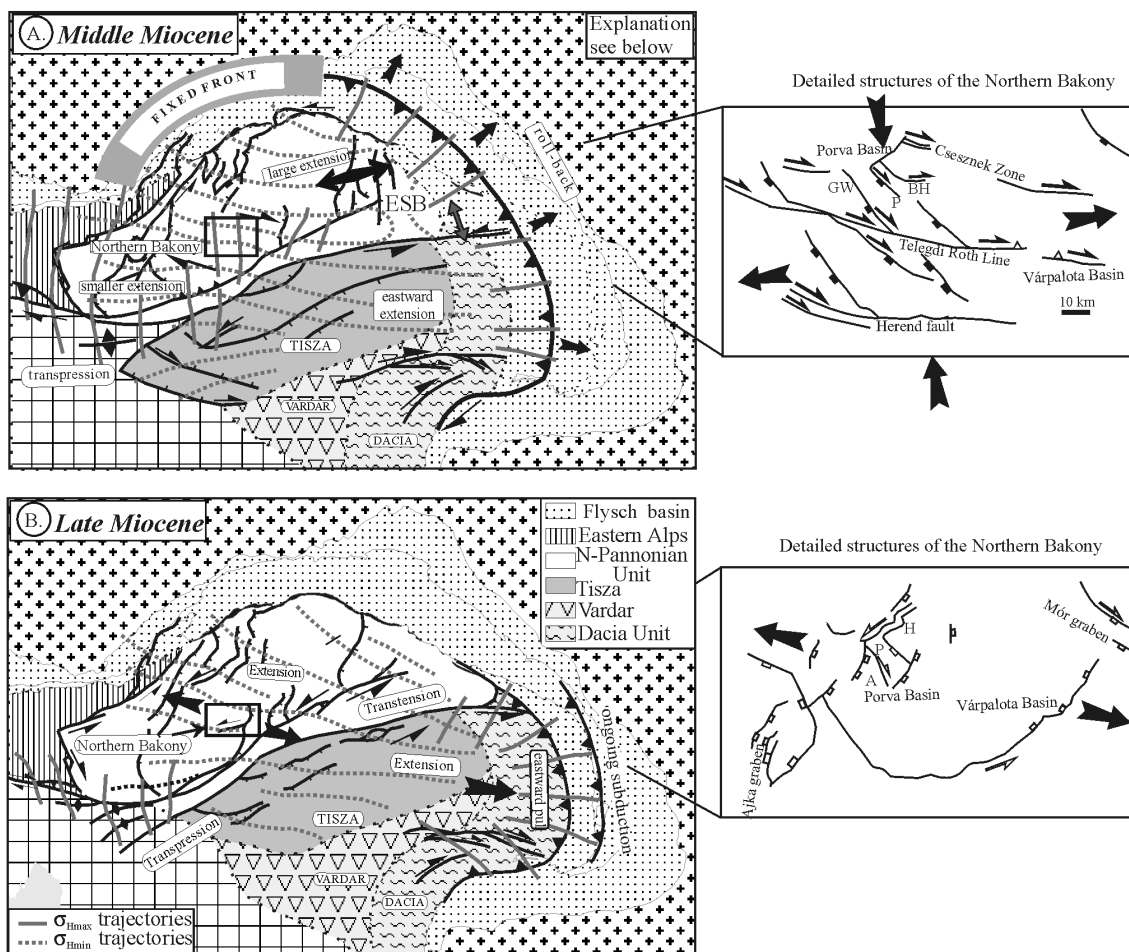 A. Middle Miocene
Explanation
see below
FIXED FRONT
large extension
ESB
roll-back
Northern Bakony
smaller extension
eastward
extension
TISZA
transpression
VARDAR
DACIA
Detailed structures of the Northern Bakony
Porva Basin
Csesznek Zone
GW
P
BH
Telegdi Roth Line
Várpalota Basin
10 km
Herend fault
B. Late Miocene
Flysch basin
Eastern Alps
N-Pannonian
Unit
Tisza
Vardar
Dacia Unit
Extension
Transtension
Northern Bakony
Extension
eastward pul
ongoing subduction
TISZA
Transpression
VARDAR
DACIA
σHmax trajectories
σHmin trajectories
Detailed structures of the Northern Bakony
Mór graben
H
P
A
Porva Basin
Várpalota Basin
Ajka graben